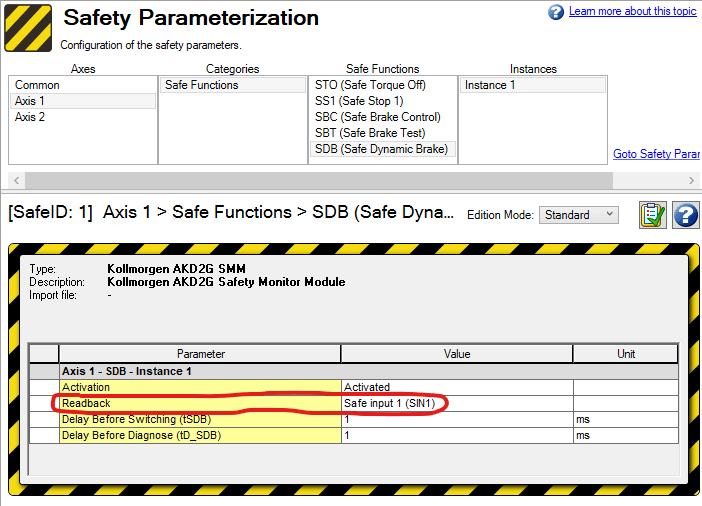 Safety Parameterization
Learn more about this topic
Configuration of the safety parameters.
Axes Categories Safe Functions Instances
Common Safe Functions STO (Safe Torque Off) Instance 1
Axis 1 SS1 (Safe Stop 1)
Axis 2 SBC (Safe Brake Control)
SBT (Safe Brake Test)
SDB (Safe Dynamic Brake)
Goto Safety Parar
[SafeID: 1] Axis 1 > Safe Functions > SDB (Safe Dyna... Edition Mode: Standard
Type: Kollmorgen AKD2G SMM
Description: Kollmorgen AKD2G Safety Monitor Module
Import file: -
Parameter Value Unit
Axis 1 - SDB - Instance 1
Activation Activated
Readback Safe input 1 (SIN1)
Delay Before Switching (tSDB) 1 ms
Delay Before Diagnose (tD_SDB) 1 ms